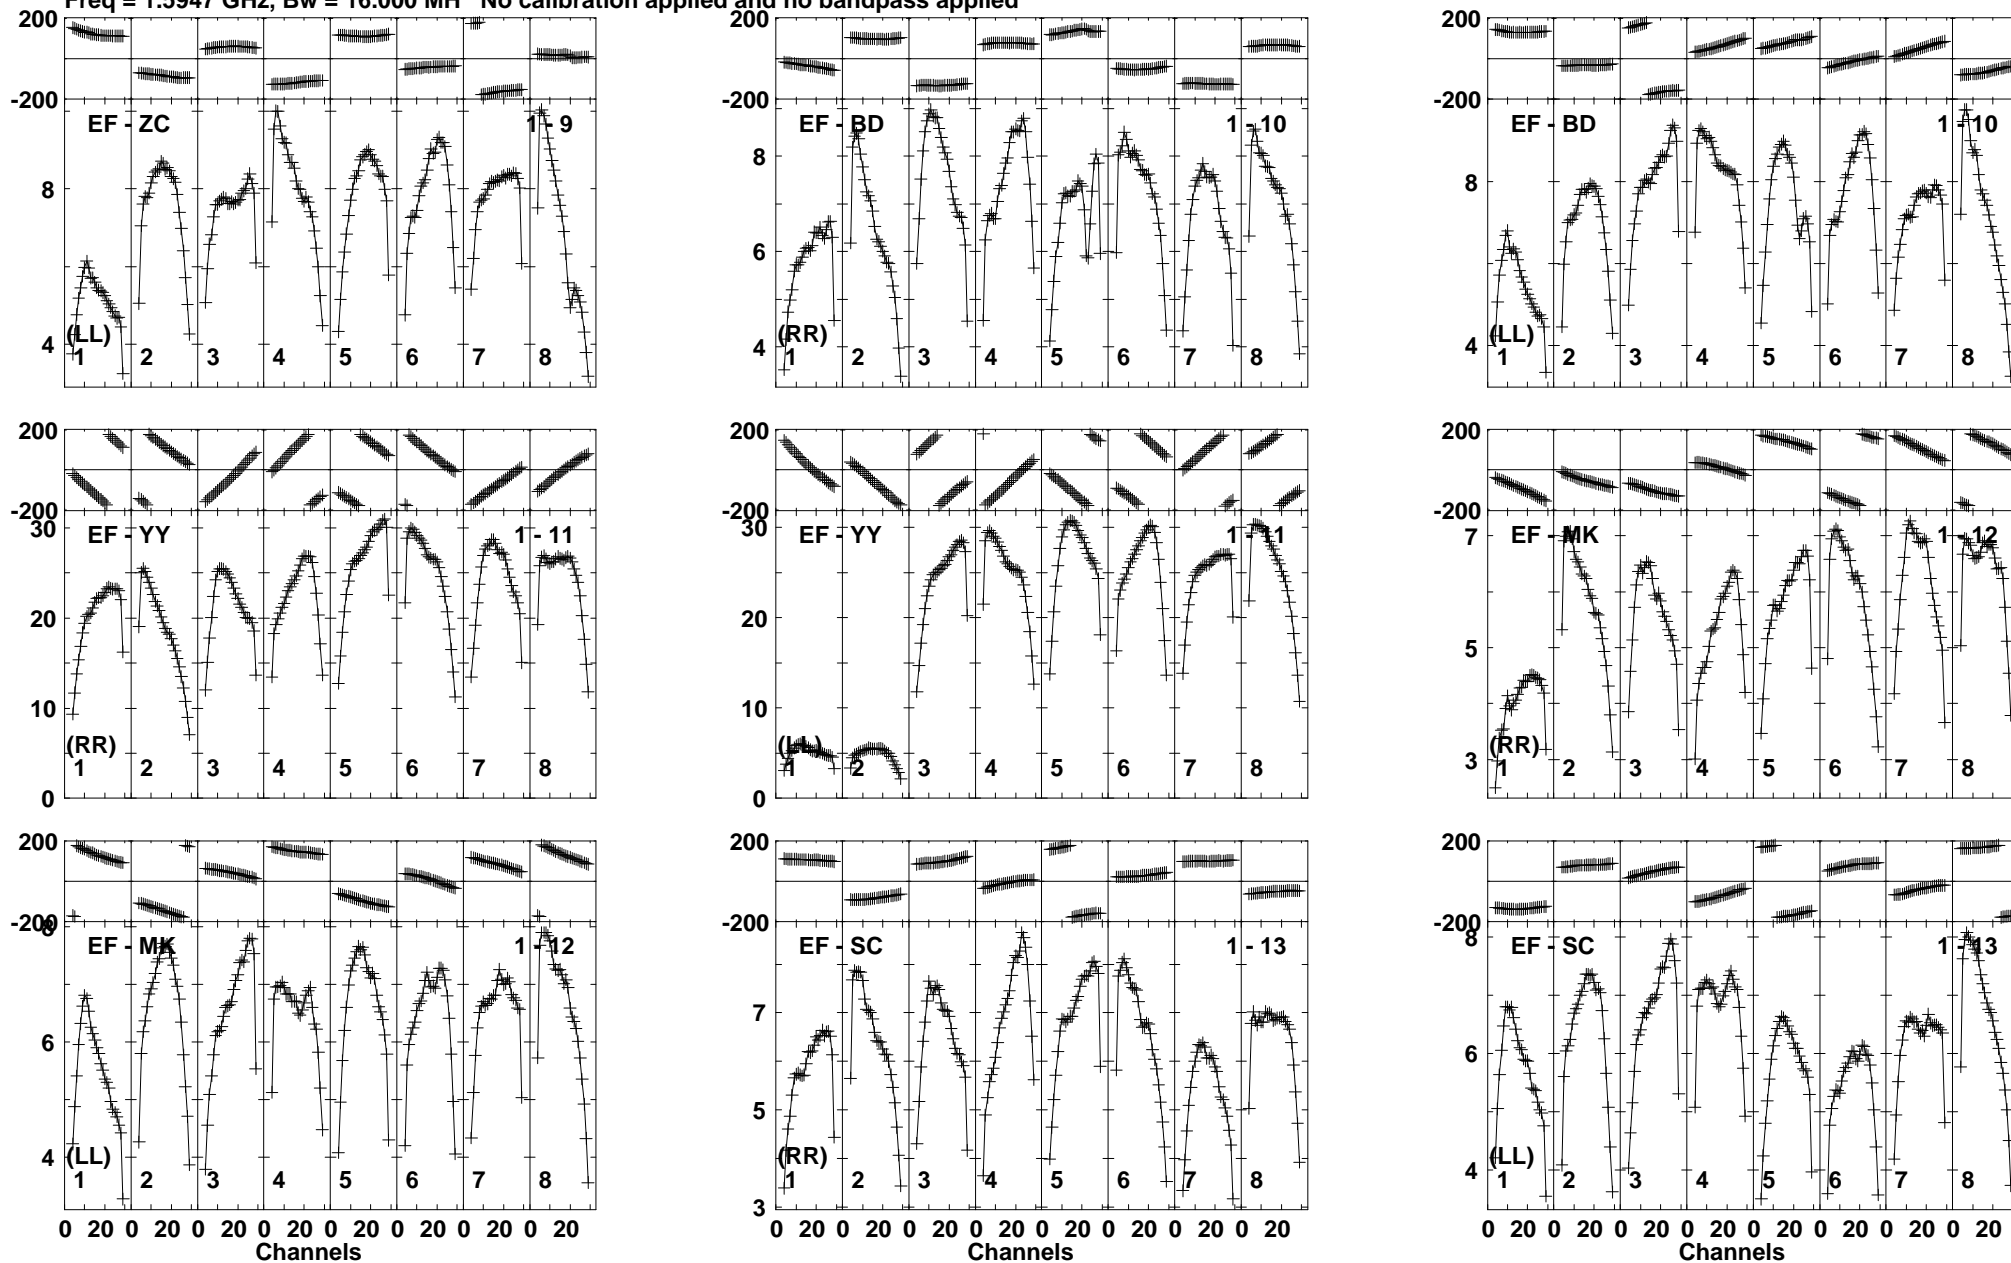 Freq = 1.5947 GHz, Bw = 16.000 MH No calibration applied and no bandpass applied
200
-200
EF - ZC 1 - 9
8
4
(LL)
1 2 3 4 5 6 7 8
200
-200
EF - BD 1 - 10
8
6
4
(RR)
1 2 3 4 5 6 7 8
200
-200
EF - BD 1 - 10
8
4
(LL)
1 2 3 4 5 6 7 8
200
-200
EF - YY 1 - 11
30
20
10
0
(RR)
1 2 3 4 5 6 7 8
200
-200
EF - YY 1 - 11
30
20
10
0
(LL)
1 2 3 4 5 6 7 8
200
-200
EF - MK 1 - 12
7
5
3
(RR)
1 2 3 4 5 6 7 8
200
-200
EF - MK 1 - 12
8
6
4
(LL)
1 2 3 4 5 6 7 8
0 20 0 20 0 20 0 20 0 20 0 20 0 20 0 20
Channels
200
-200
EF - SC 1 - 13
7
5
3
(RR)
1 2 3 4 5 6 7 8
0 20 0 20 0 20 0 20 0 20 0 20 0 20 0 20
Channels
200
-200
EF - SC 1 - 13
8
6
4
(LL)
1 2 3 4 5 6 7 8
0 20 0 20 0 20 0 20 0 20 0 20 0 20 0 20
Channels